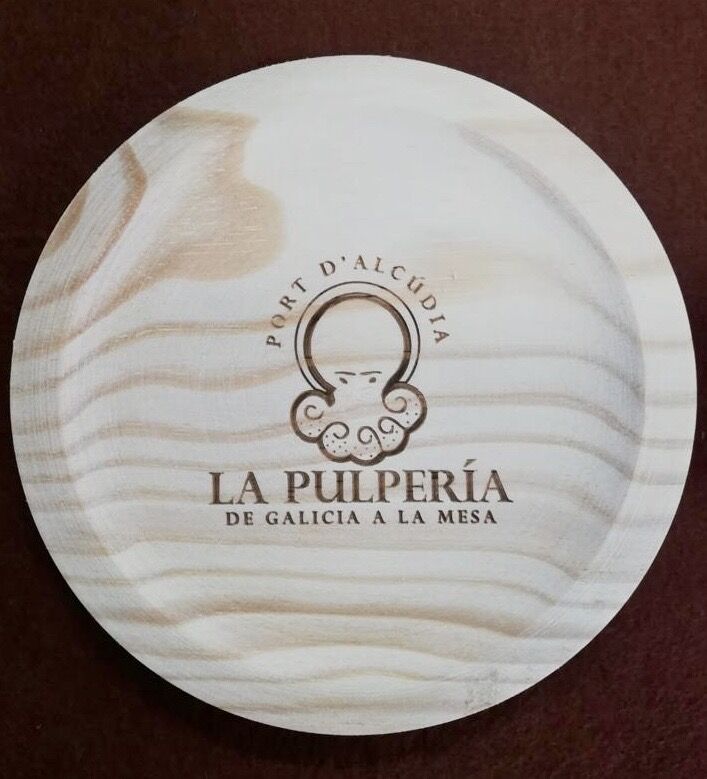 PORT D'ALCÚDIA
LA PULPERÍA
DE GALICIA A LA MESA